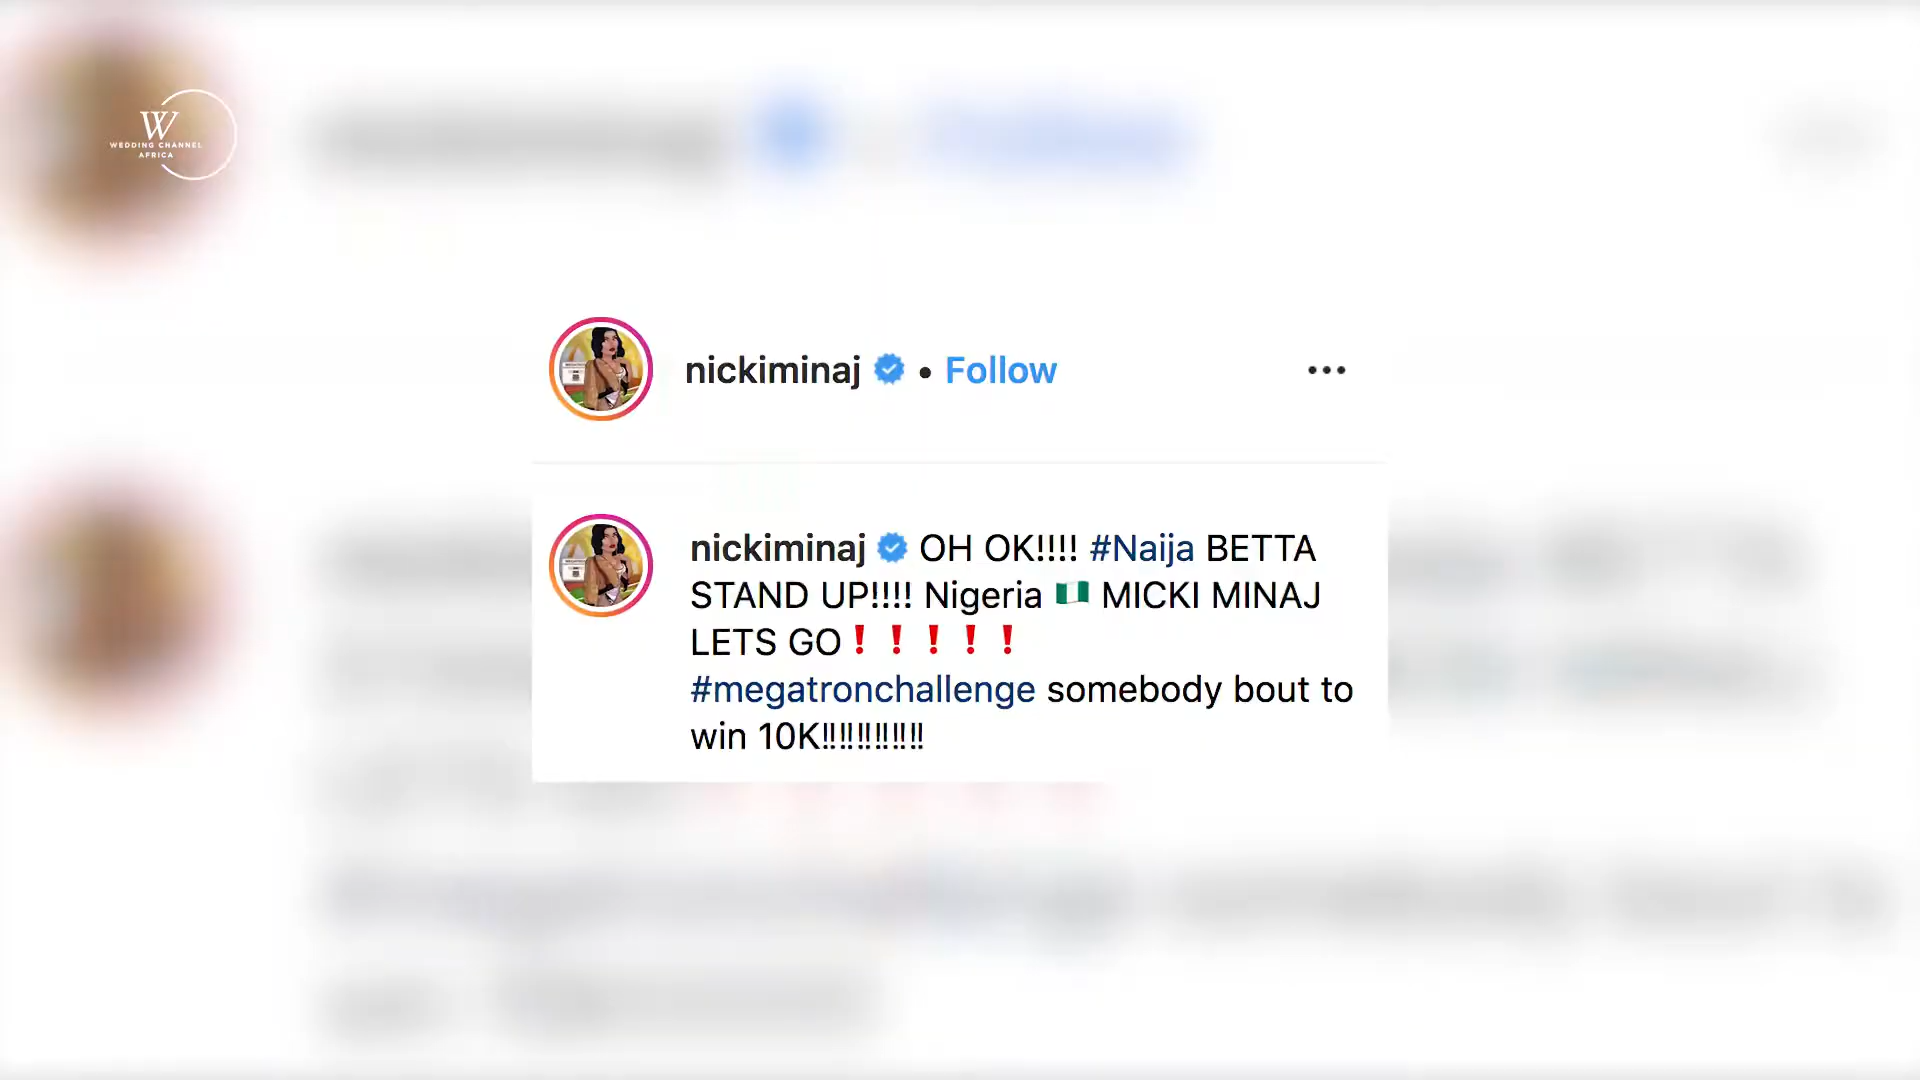 W
WEDDING CHANNEL
AFRICA
nickiminaj • Follow
nickiminaj OH OK!!!! #Naija BETTA
STAND UP!!!! Nigeria 🇳🇬 MICKI MINAJ
LETS GO❗❗❗❗❗
#megatronchallenge somebody bout to
win 10K‼‼‼‼‼‼